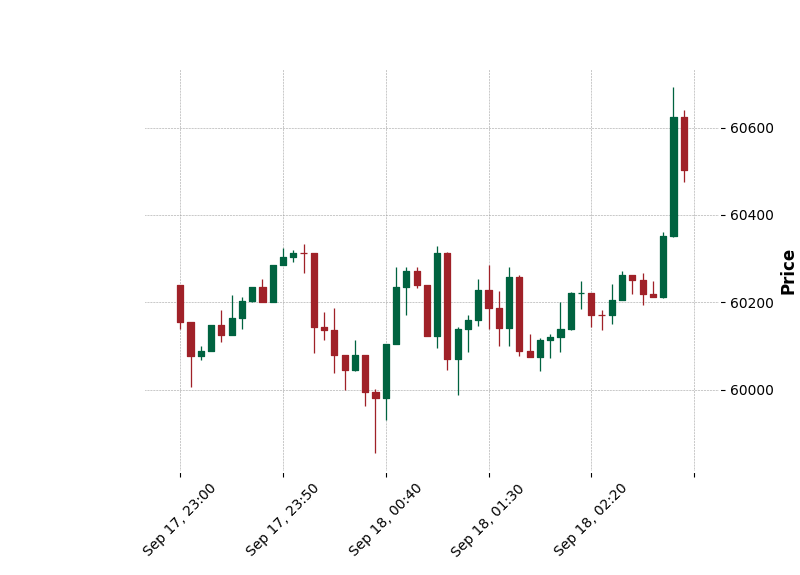 60600
60400
60200
60000
Price
Sep 17, 23:00
Sep 17, 23:50
Sep 18, 00:40
Sep 18, 01:30
Sep 18, 02:20